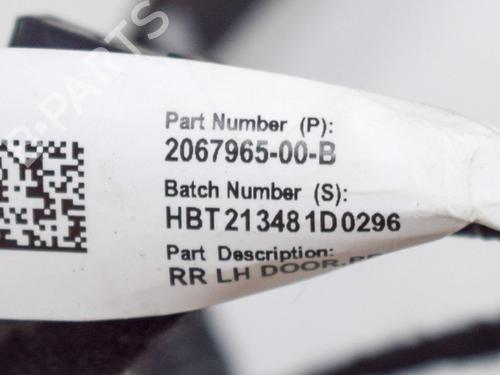 Part Number (P):
2067965-00-B
Batch Number (S):
HBT213481D0296
Part Description:
RR LH DOOR,